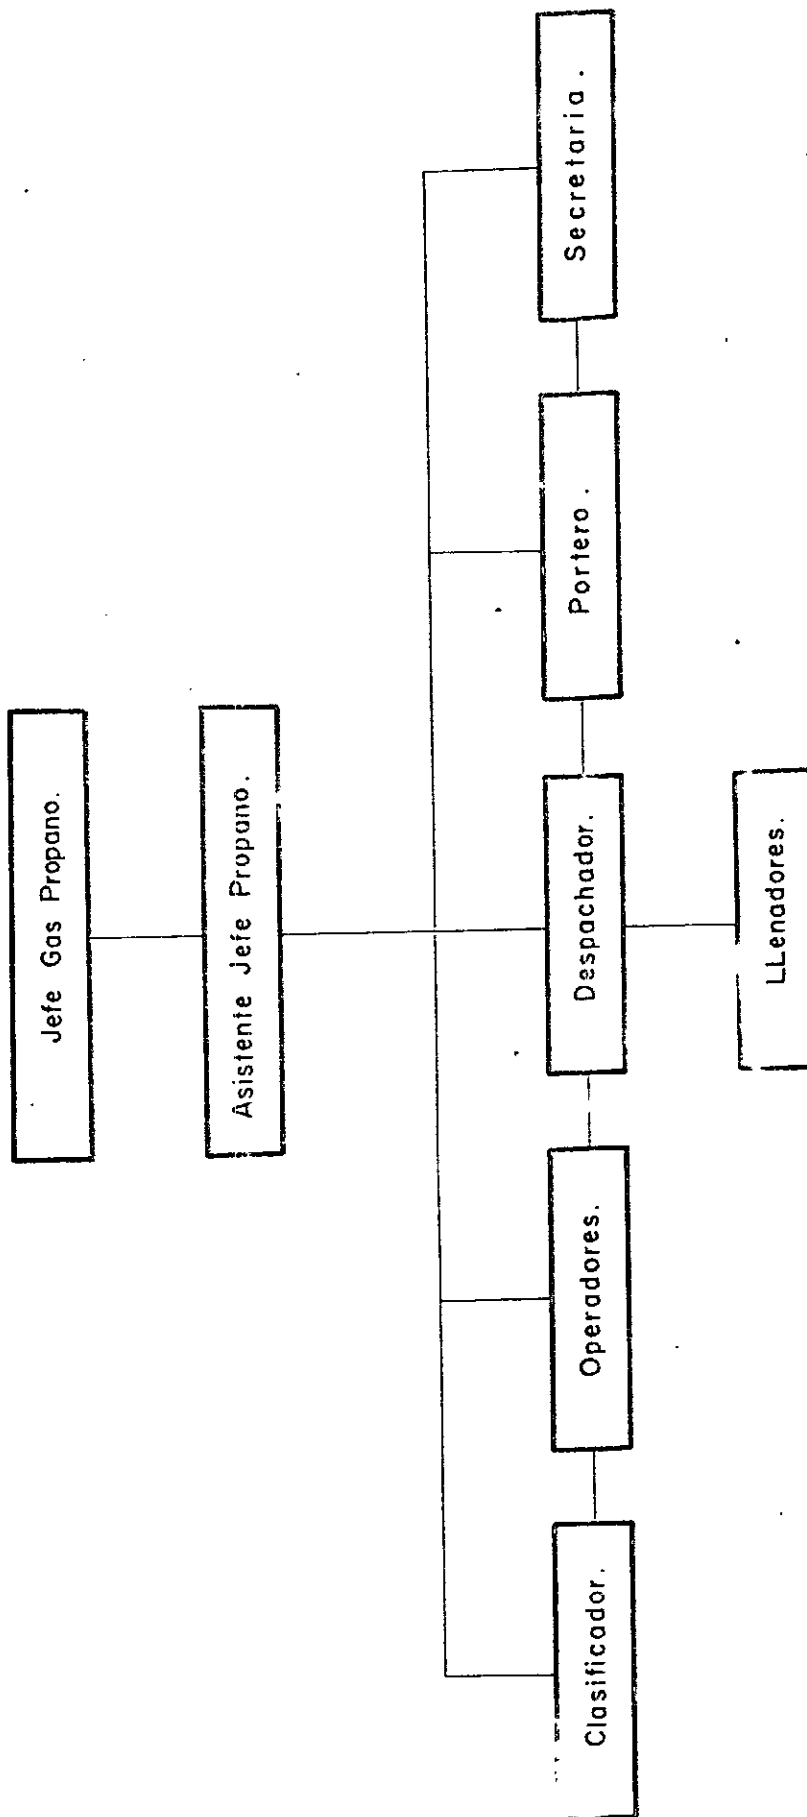 Jefe Gas Propano.
Asistente Jefe Propano.
Clasificador.
Operadores.
Despachador.
Portero.
Secretaria.
LLenadores.